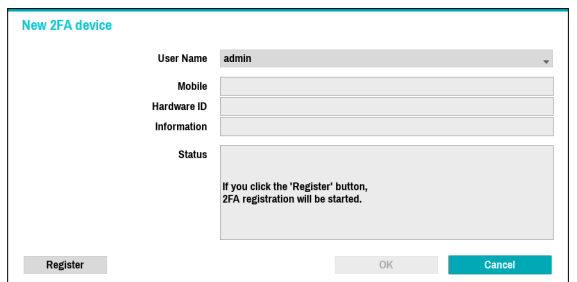 New 2FA device
User Name admin
Mobile
Hardware ID
Information
Status
If you click the 'Register' button,
2FA registration will be started.
Register OK Cancel